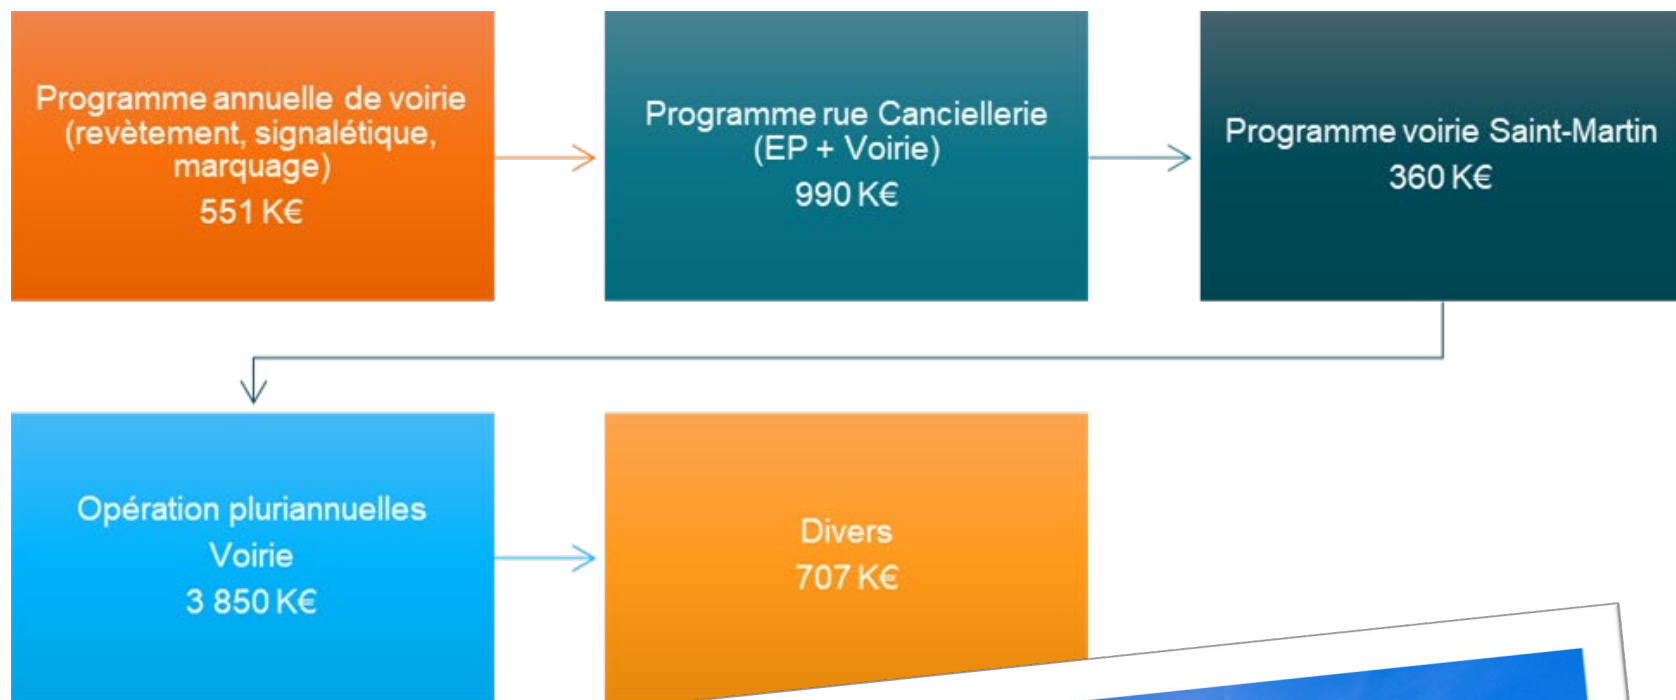 Programme annuelle de voirie
(revètement, signalétique,
marquage)
551 K€
Programme rue Canciellerie
(EP + Voirie)
990 K€
Programme voirie Saint-Martin
360 K€
Opération pluriannuelles
Voirie
3 850 K€
Divers
707 K€